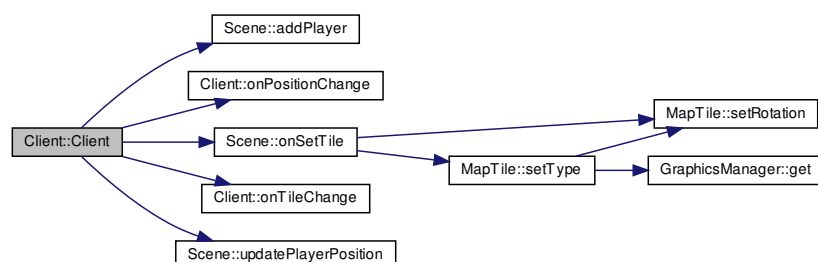 Scene::addPlayer
Client::onPositionChange
MapTile::setRotation
Client::Client
Scene::onSetTile
MapTile::setType
GraphicsManager::get
Client::onTileChange
Scene::updatePlayerPosition